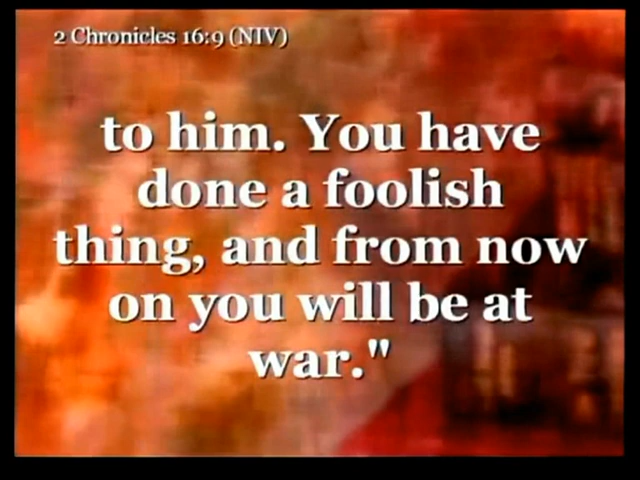 2 Chronicles 16:9 (NIV)
to him. You have
done a foolish
thing, and from now
on you will be at
war."